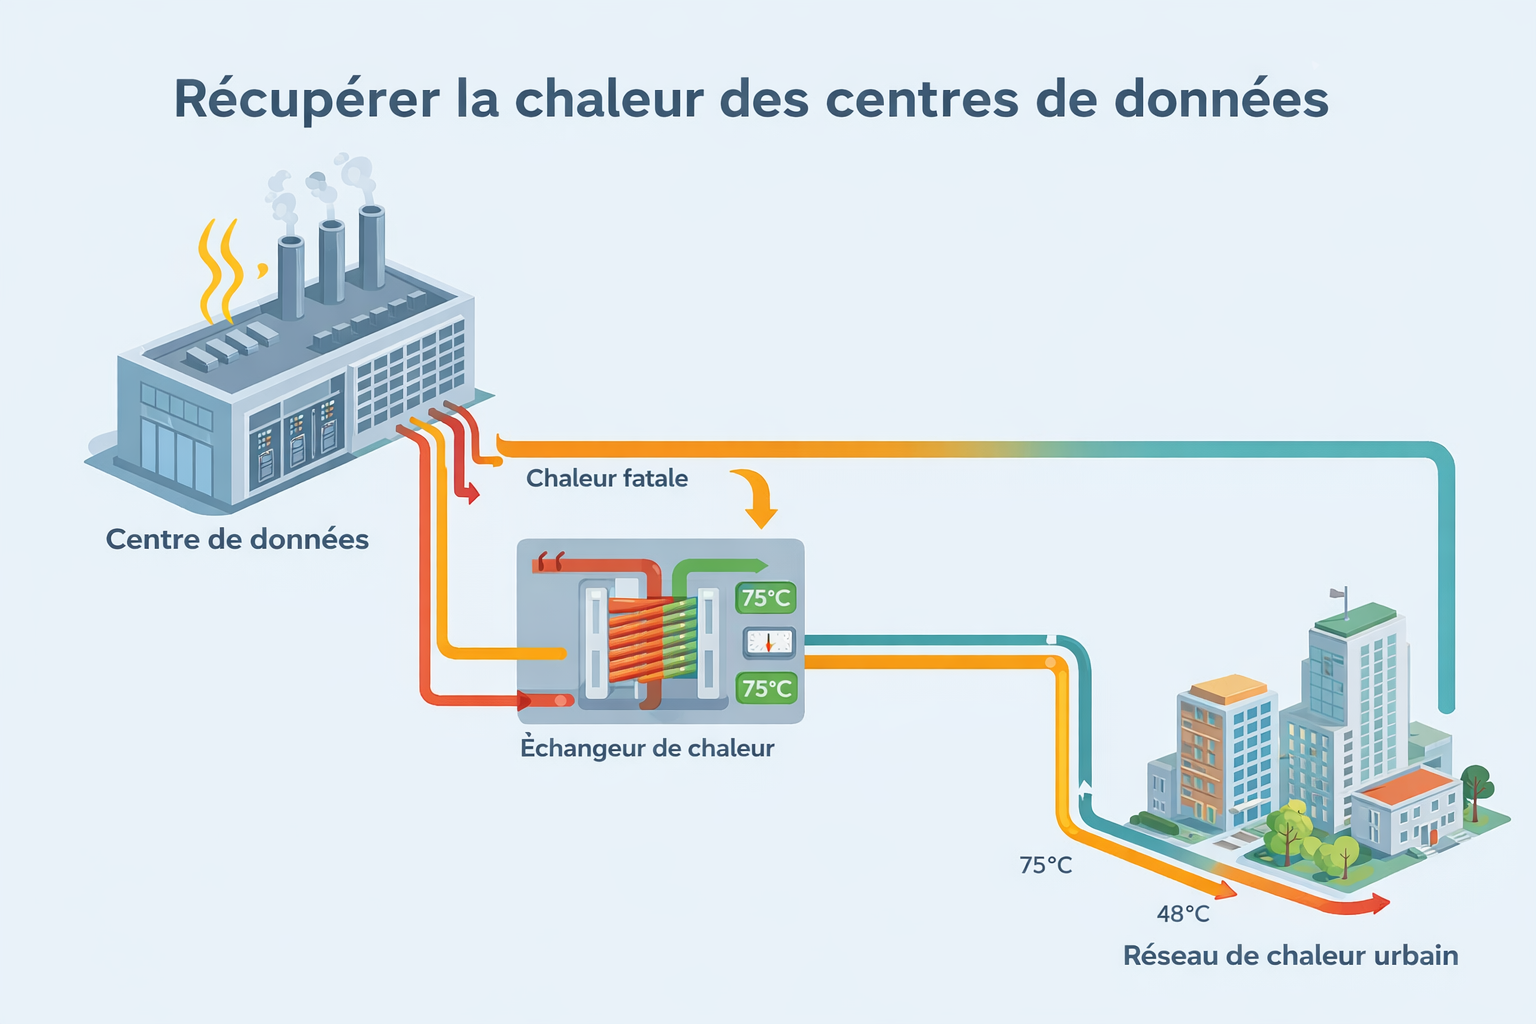 Récupérer la chaleur des centres de données
Centre de données
Chaleur fatale
75°C
75°C
Èchangeur de chaleur
75°C
48°C
Réseau de chaleur urbain